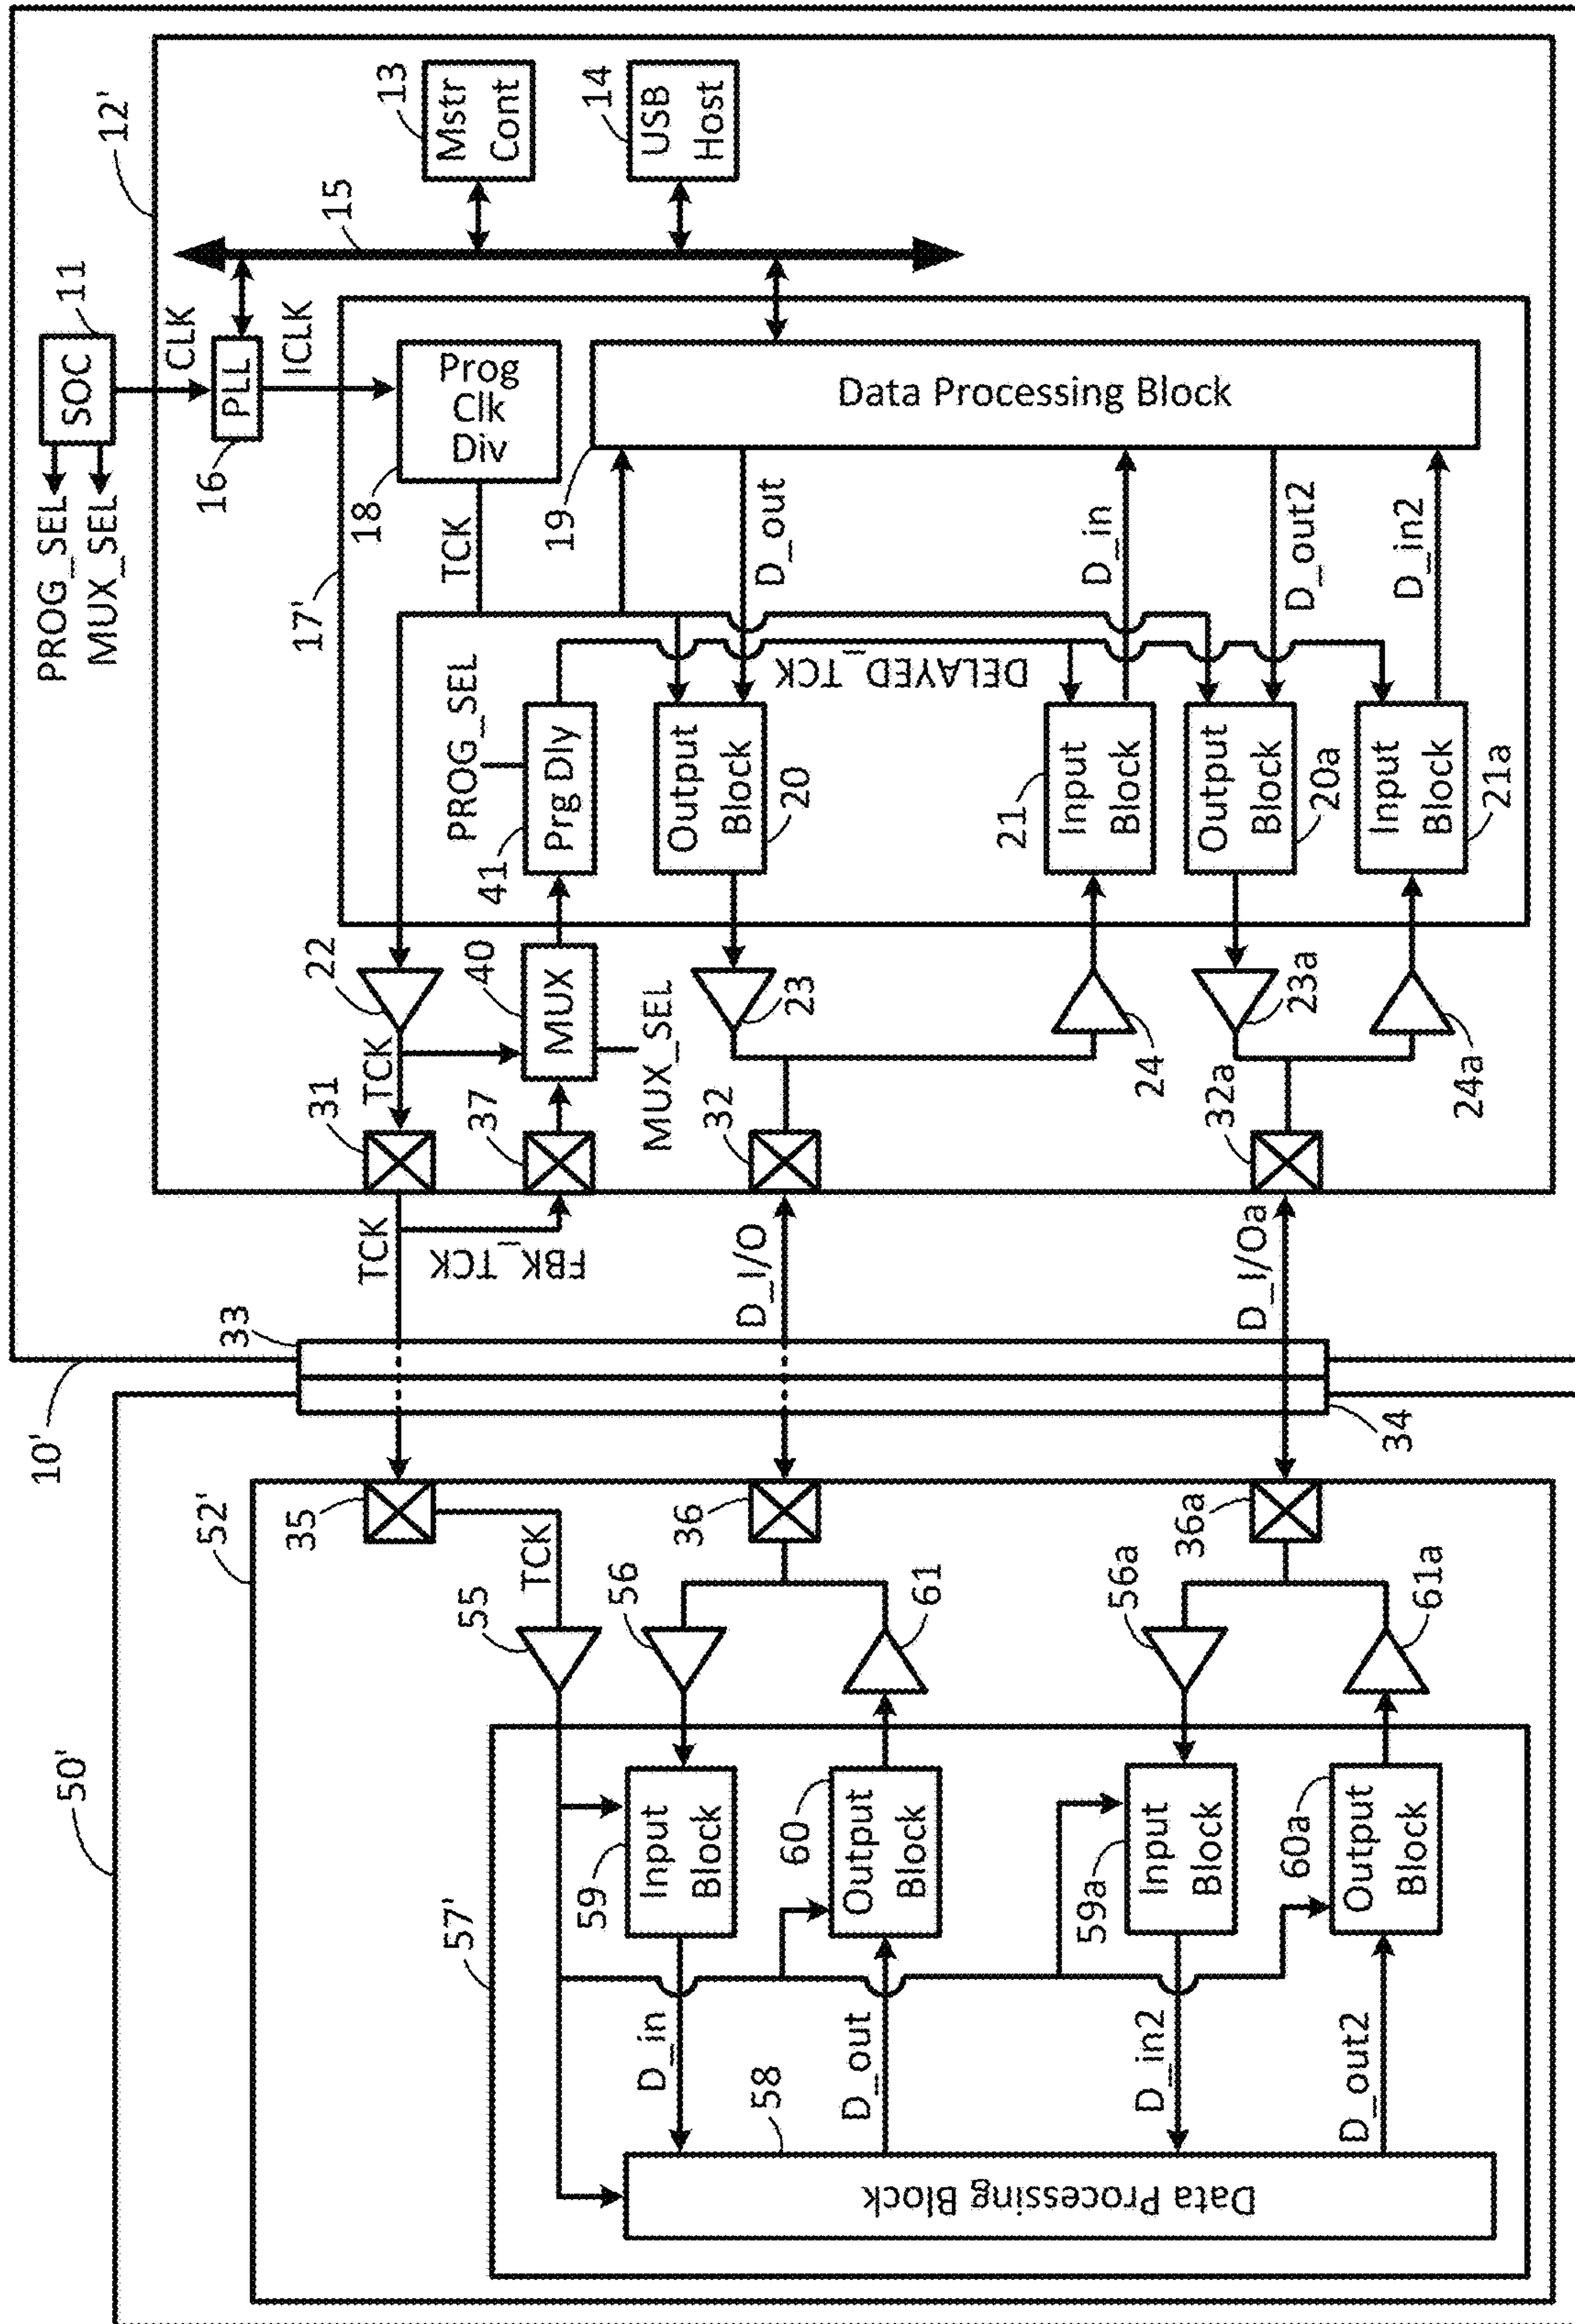 50'
52'
57'
Data Processing Block
58
D_in
D_out
D_in2
D_out2
59
Input
Block
60
Output
Block
59a
Input
Block
60a
Output
Block
55
56
61
56a
61a
TCK
35
36
36a
34
10'
33
TCK
FBK_TCK
D_I/O
D_I/Oa
31
37
32
32a
TCK
MUX_SEL
22
40
MUX
23
24
23a
24a
12'
17'
41
Prg Dly
PROG_SEL
Output
Block
20
21
Input
Block
Output
Block
20a
Input
Block
21a
DELAYED_TCK
TCK
D_out
D_in
D_out2
D_in2
18
Prog
Clk
Div
19
Data Processing Block
PROG_SEL
MUX_SEL
SOC
11
CLK
16
PLL
ICLK
15
13
Mstr
Cont
14
USB
Host